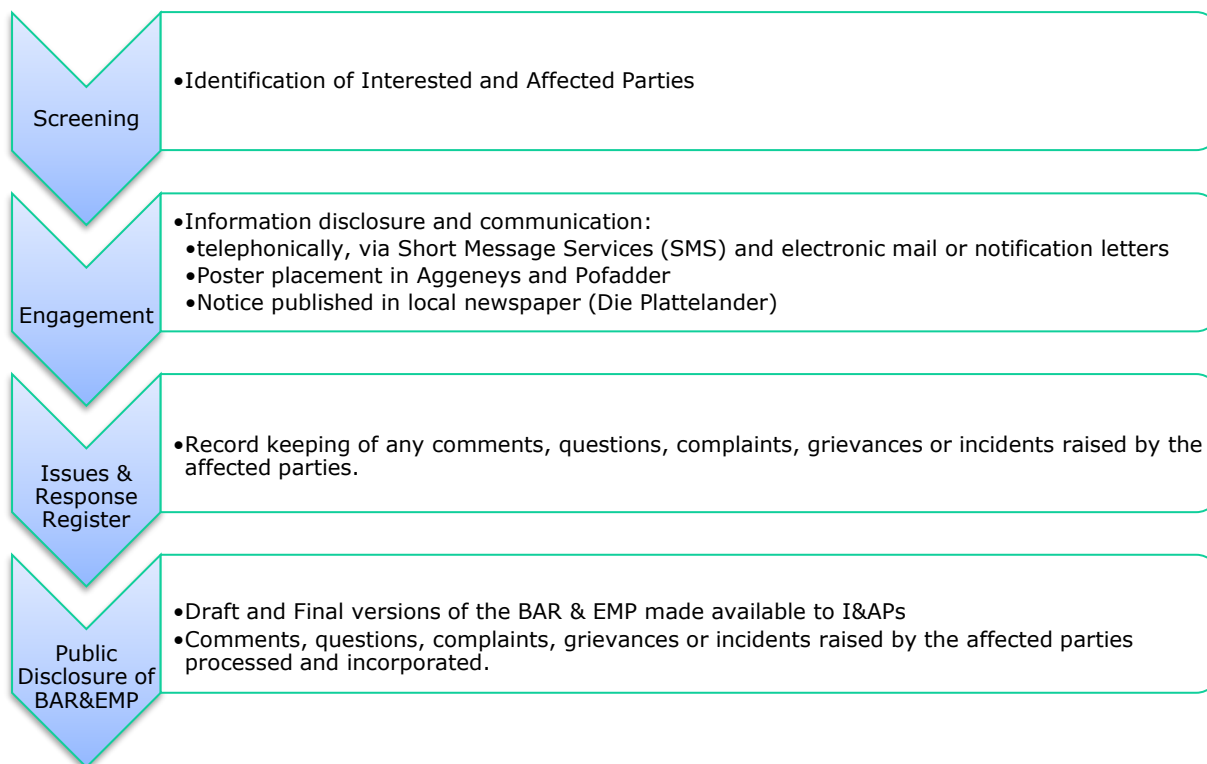 Screening
•Identification of Interested and Affected Parties
Engagement
•Information disclosure and communication:
•telephonically, via Short Message Services (SMS) and electronic mail or notification letters
•Poster placement in Aggeneys and Pofadder
•Notice published in local newspaper (Die Plattelander)
Issues &
Response
Register
•Record keeping of any comments, questions, complaints, grievances or incidents raised by the
affected parties.
Public
Disclosure of
BAR&EMP
•Draft and Final versions of the BAR & EMP made available to I&APs
•Comments, questions, complaints, grievances or incidents raised by the affected parties
processed and incorporated.